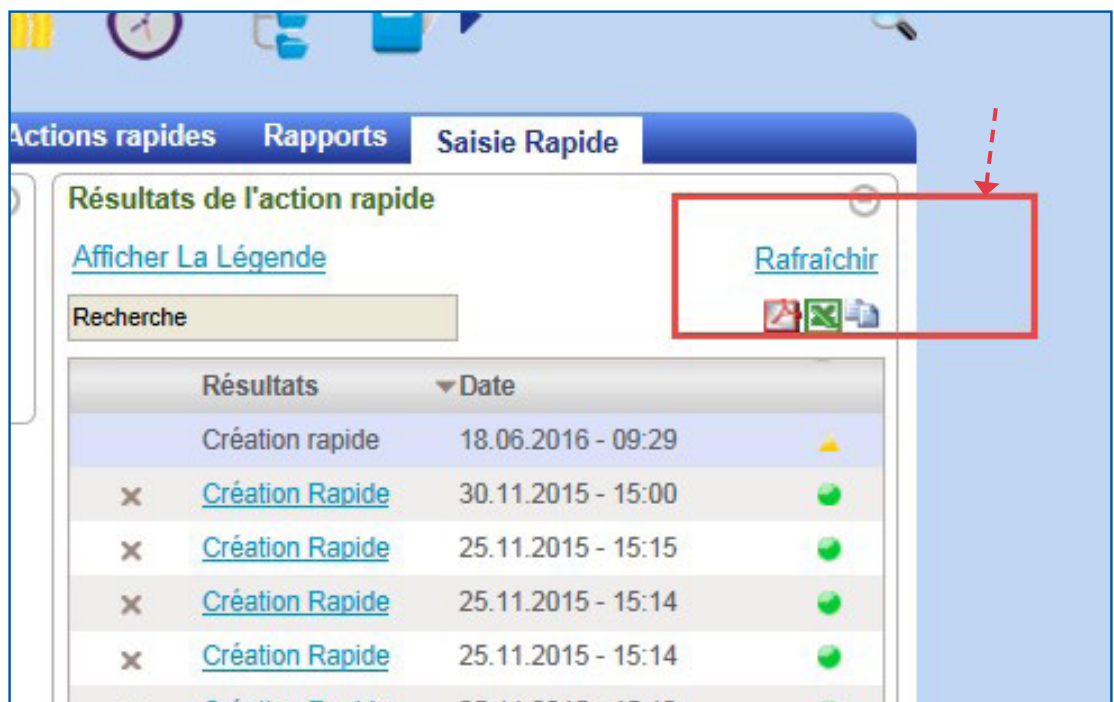 Actions rapides Rapports Saisie Rapide
Résultats de l'action rapide
Afficher La Légende Rafraîchir
Recherche
Résultats Date
Création rapide 18.06.2016 - 09:29
Création Rapide 30.11.2015 - 15:00
Création Rapide 25.11.2015 - 15:15
Création Rapide 25.11.2015 - 15:14
Création Rapide 25.11.2015 - 15:14